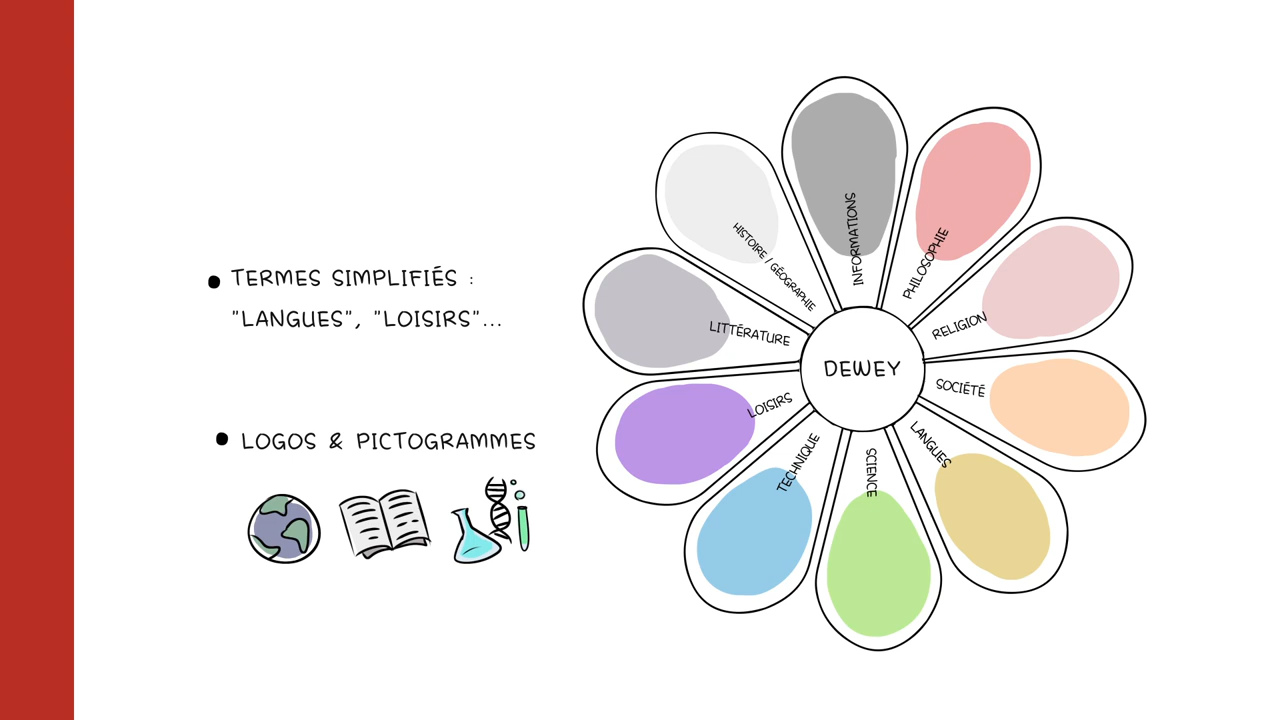 ● TERMES SIMPLIFIÉS :
"LANGUES", "LOISIRS"...
● LOGOS & PICTOGRAMMES
DEWEY
INFORMATIONS
PHILOSOPHIE
RELIGION
SOCIÉTÉ
LANGUES
SCIENCE
TECHNIQUE
LOISIRS
LITTÉRATURE
HISTOIRE / GÉOGRAPHIE